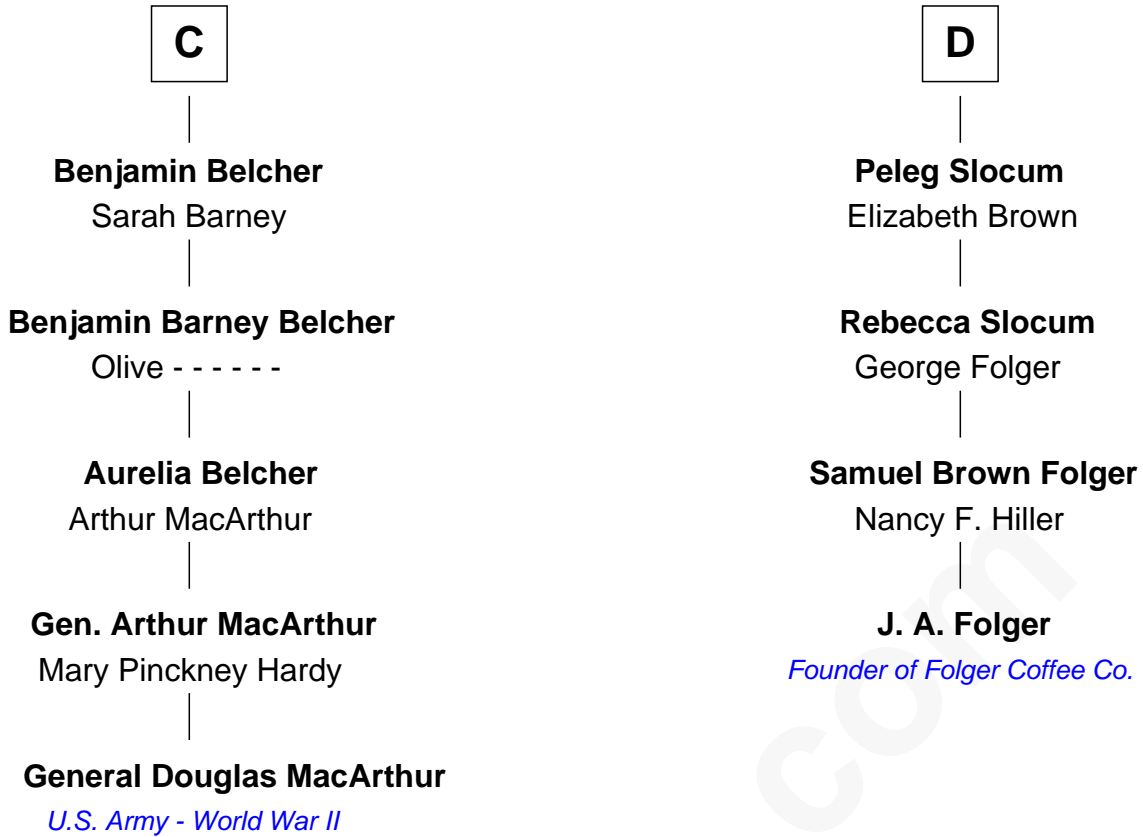 C
Benjamin Belcher
Sarah Barney
Benjamin Barney Belcher
Olive - - - - - -
Aurelia Belcher
Arthur MacArthur
Gen. Arthur MacArthur
Mary Pinckney Hardy
General Douglas MacArthur
U.S. Army - World War II
D
Peleg Slocum
Elizabeth Brown
Rebecca Slocum
George Folger
Samuel Brown Folger
Nancy F. Hiller
J. A. Folger
Founder of Folger Coffee Co.
com